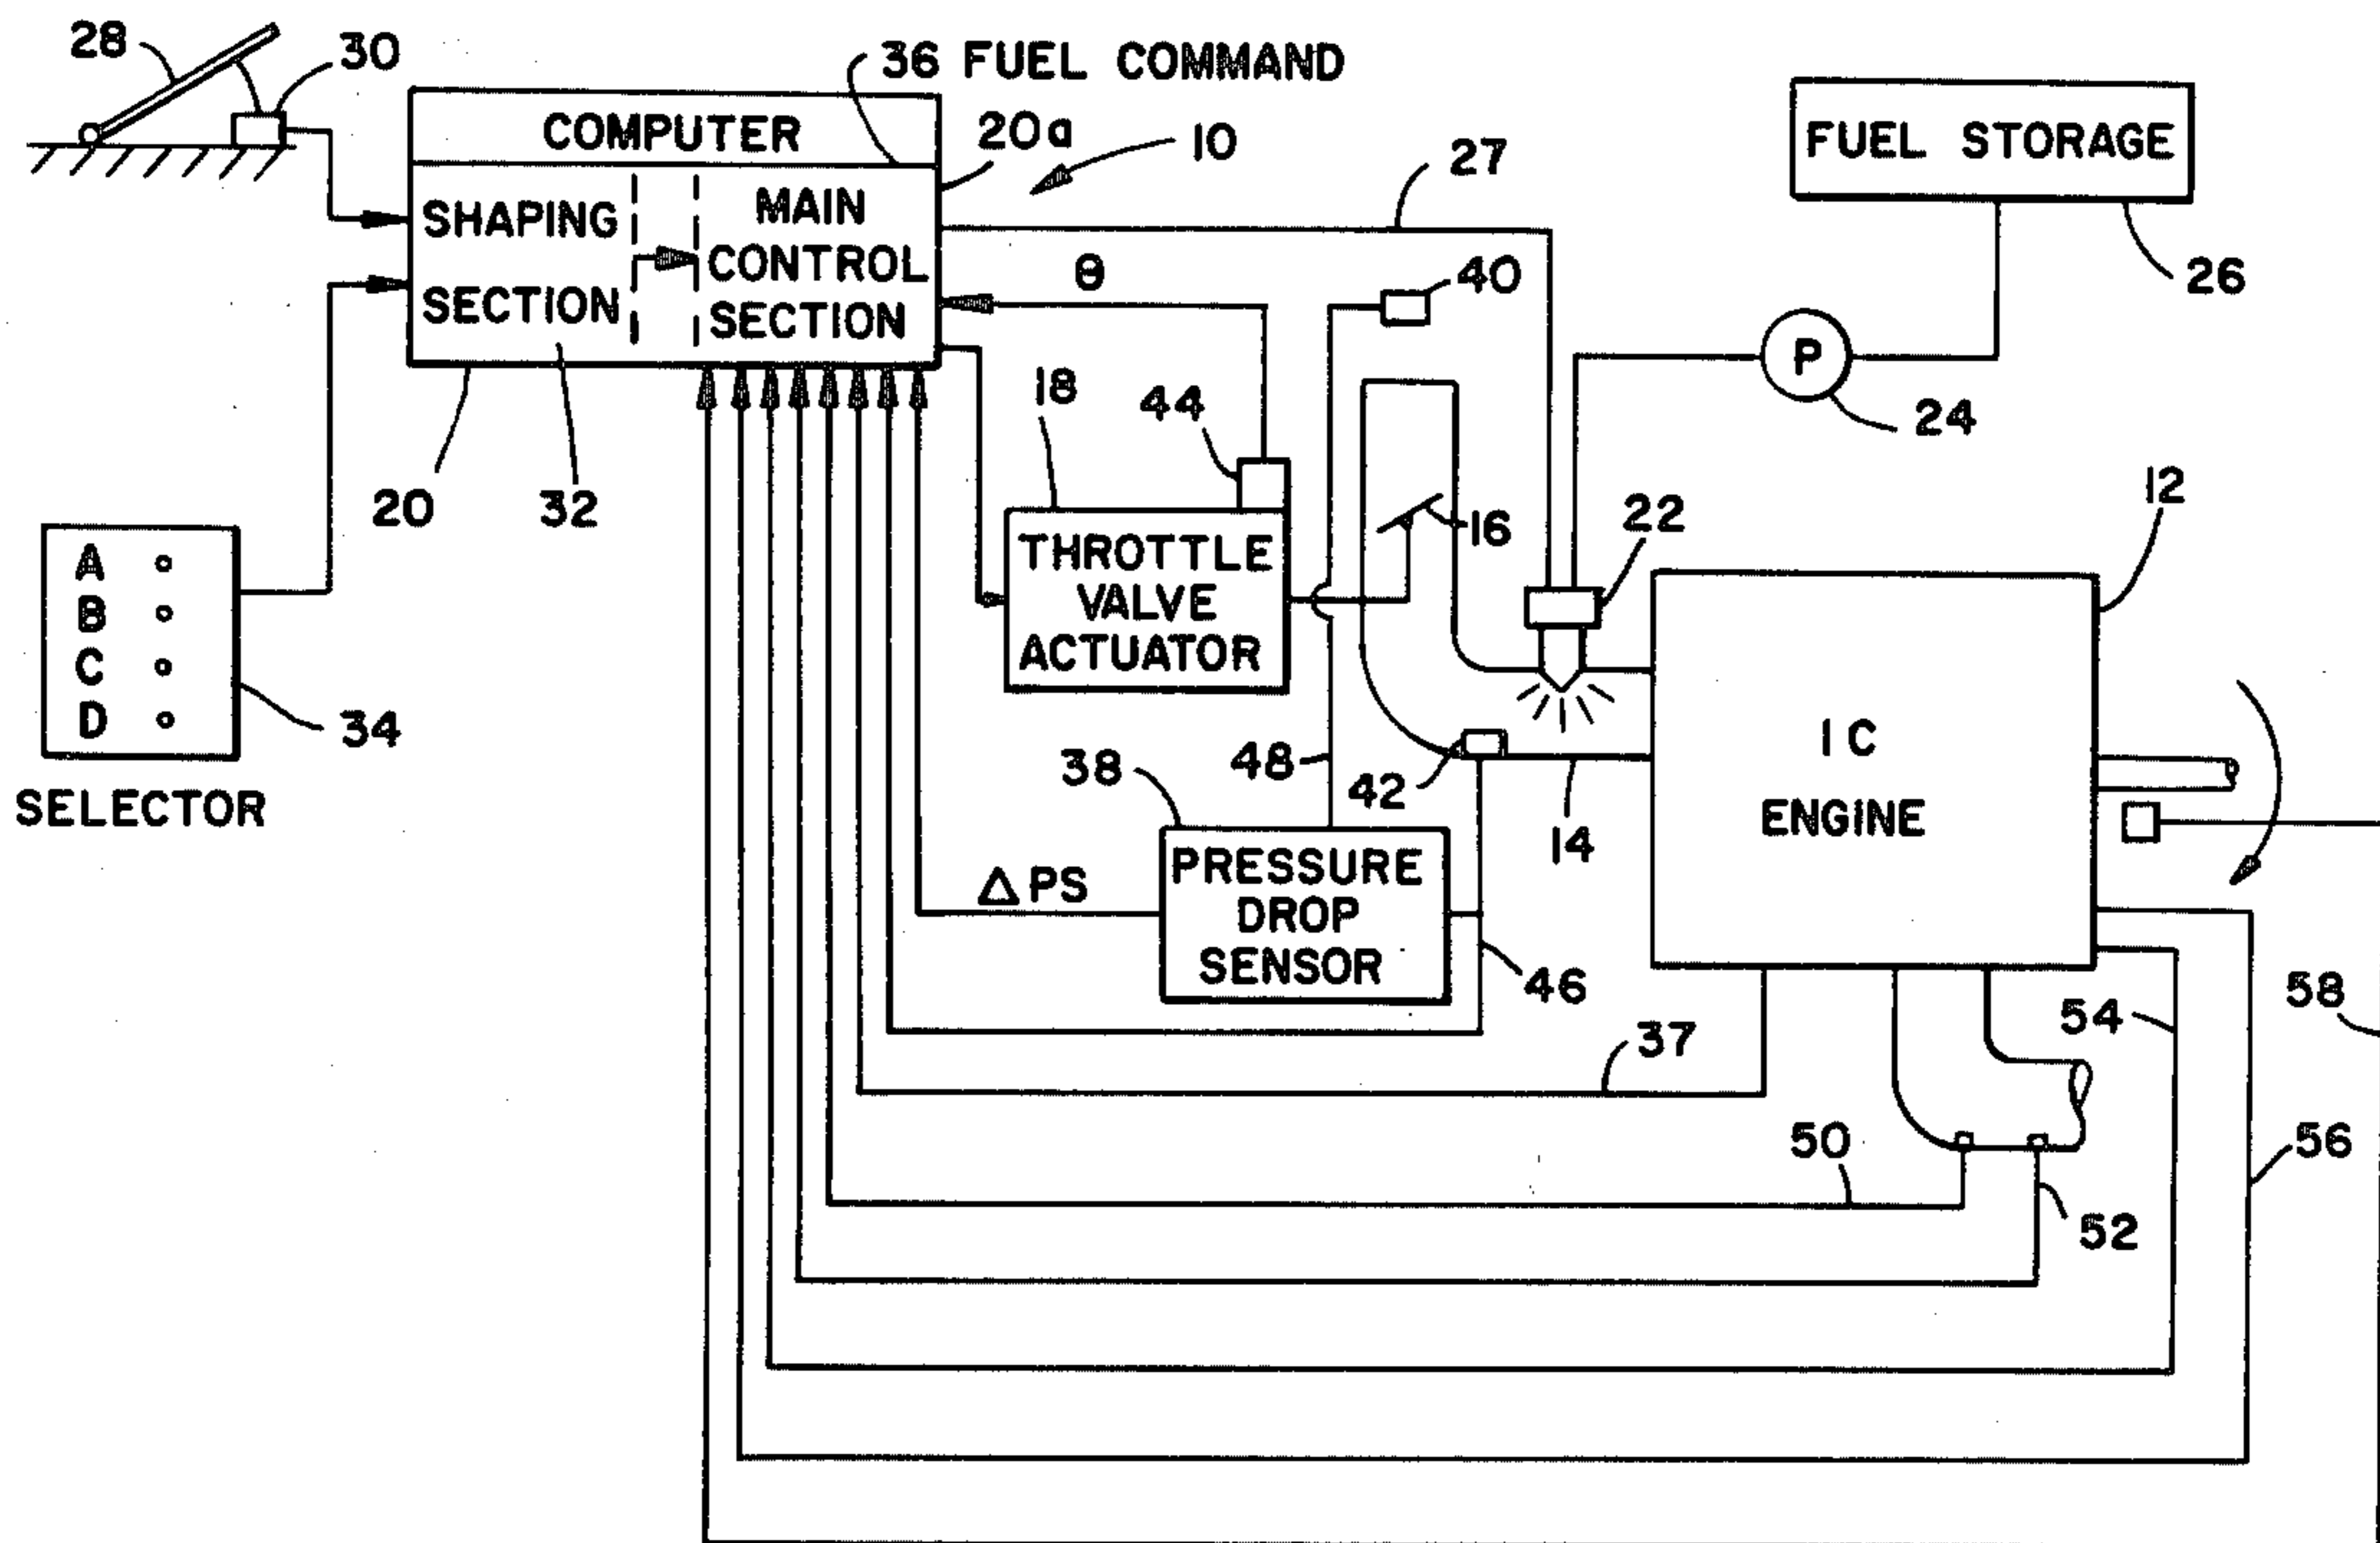 28
30
36 FUEL COMMAND
COMPUTER
20a
10
27
FUEL STORAGE
SHAPING
SECTION
MAIN
CONTROL
SECTION
θ
40
26
P
24
18
44
20
32
16
22
12
A
B
C
D
34
SELECTOR
THROTTLE
VALVE
ACTUATOR
48
42
38
14
I C
ENGINE
Δ PS
PRESSURE
DROP
SENSOR
46
37
54
58
50
52
56